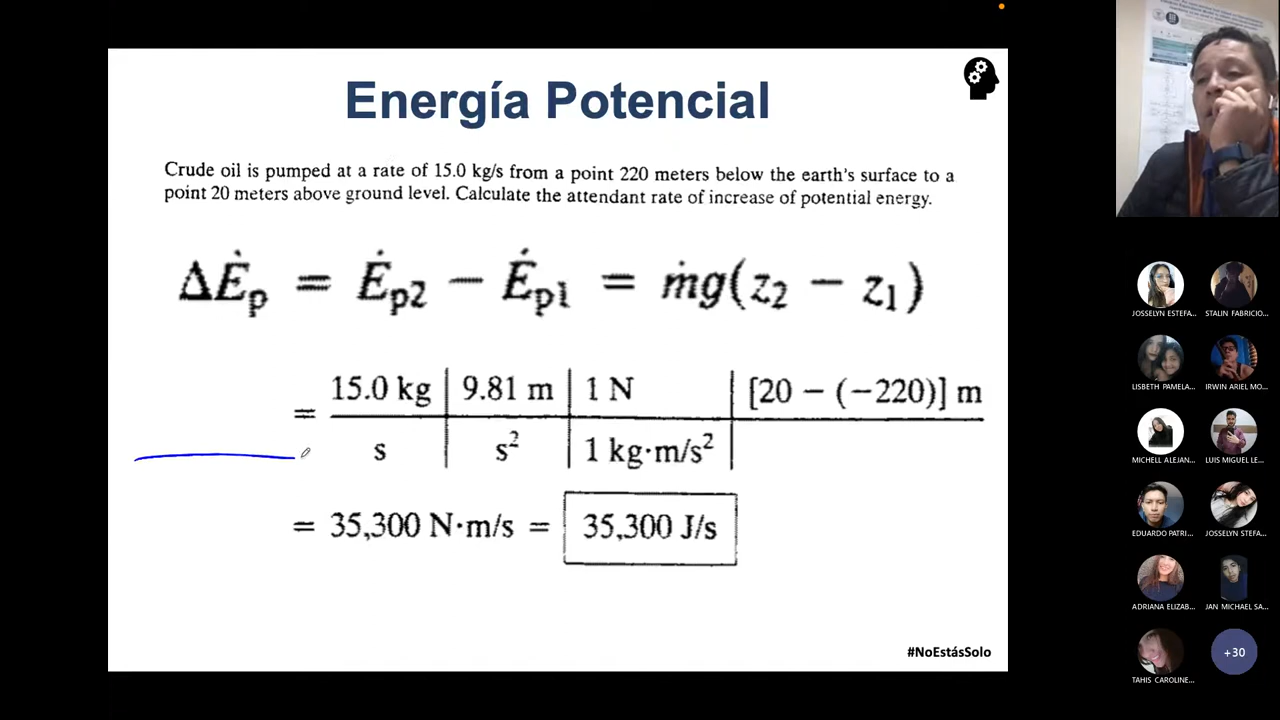 Energía Potencial
Crude oil is pumped at a rate of 15.0 kg/s from a point 220 meters below the earth's surface to a
point 20 meters above ground level. Calculate the attendant rate of increase of potential energy.
ΔĖp = Ėp2 − Ėp1 = ṁg(z2 − z1)
= 15.0 kg | 9.81 m | 1 N | [20 − (−220)] m
s | s² | 1 kg·m/s² |
= 35,300 N·m/s = 35,300 J/s
#NoEstásSolo
JOSSELYN ESTEFA...
STALIN FABRICIO...
LISBETH PAMELA...
IRWIN ARIEL MO...
MICHELL ALEJAN...
LUIS MIGUEL LE...
EDUARDO PATRI...
JOSSELYN STEFA...
ADRIANA ELIZAB...
JAN MICHAEL SA...
TAHIS CAROLINE...
+30